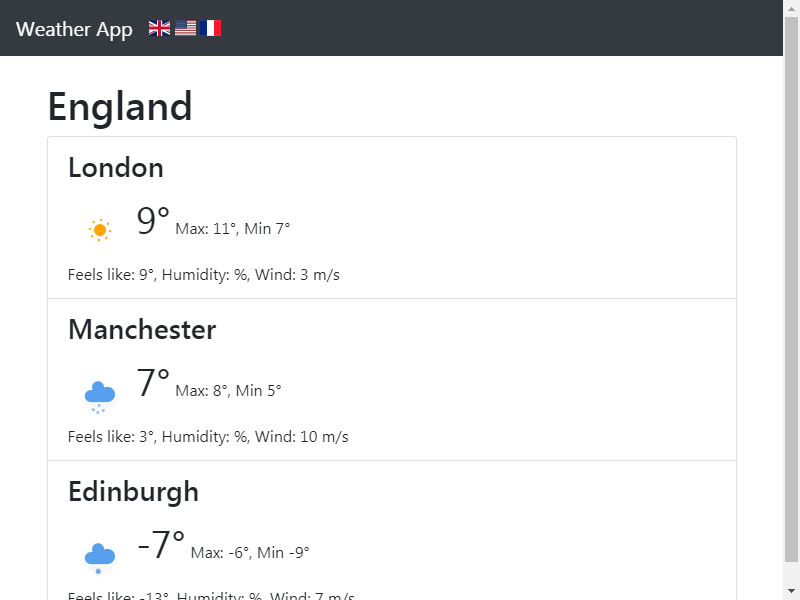 Weather App
England
London
9° Max: 11°, Min 7°
Feels like: 9°, Humidity: %, Wind: 3 m/s
Manchester
7° Max: 8°, Min 5°
Feels like: 3°, Humidity: %, Wind: 10 m/s
Edinburgh
-7° Max: -6°, Min -9°
Feels like: -13°, Humidity: %, Wind: 7 m/s